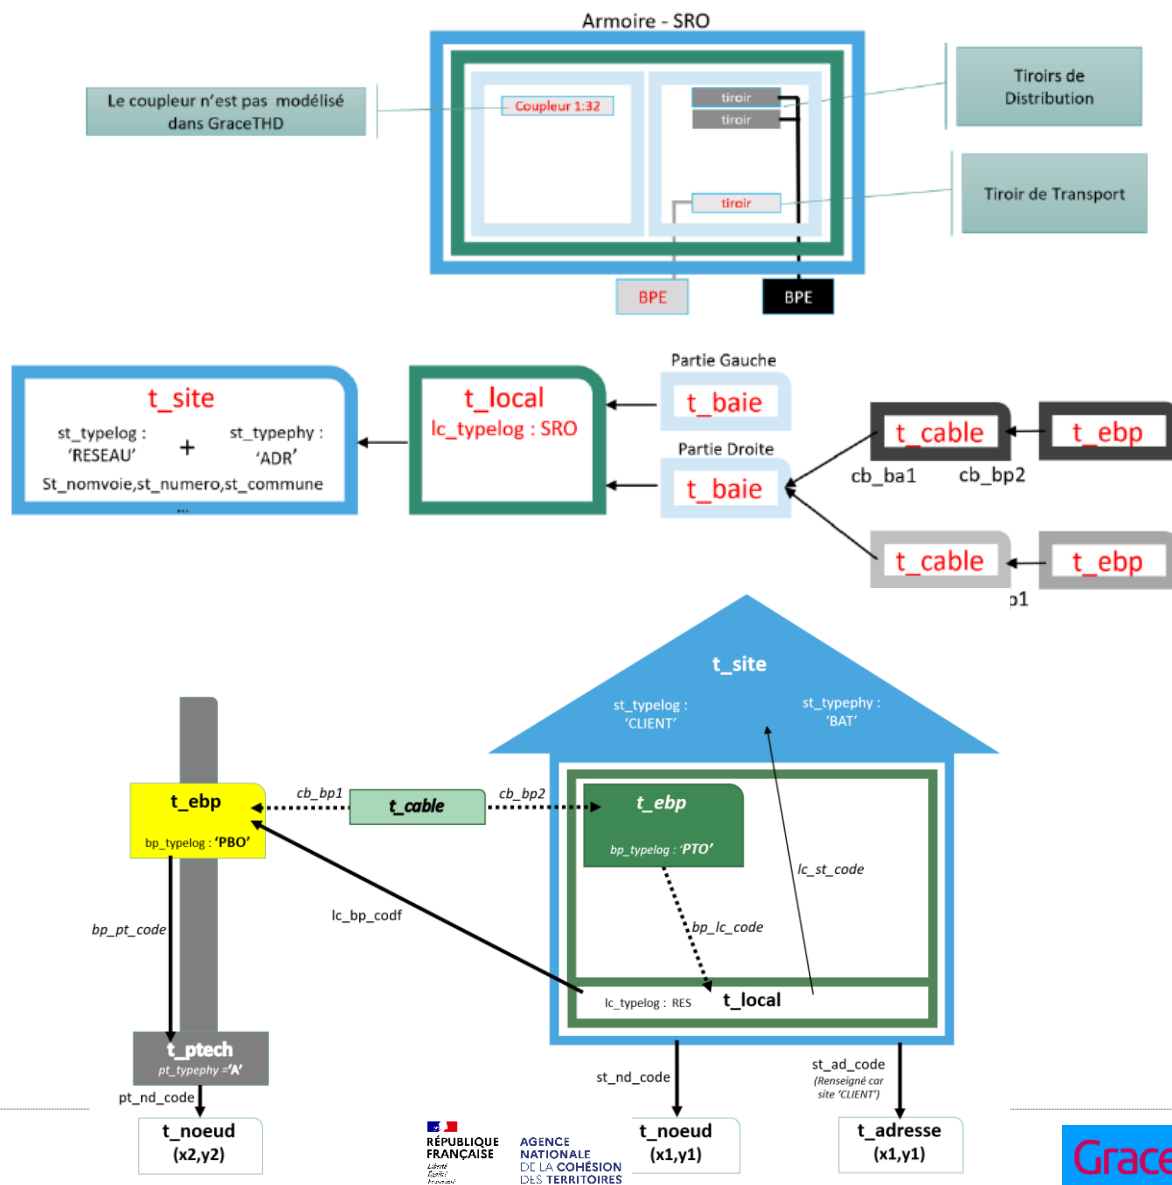 Armoire - SRO
Le coupleur n'est pas modélisé
dans GraceTHD
Coupleur 1:32
tiroir
tiroir
tiroir
Tiroirs de
Distribution
Tiroir de Transport
BPE
BPE
t_site
st_typelog :
'RESEAU'
+
st_typephy :
'ADR'
St_nomvoie,st_numero,st_commune
...
t_local
lc_typelog : SRO
Partie Gauche
t_baie
Partie Droite
t_baie
t_cable
t_ebp
cb_ba1
cb_bp2
t_cable
t_ebp
p1
t_site
st_typelog :
'CLIENT'
st_typephy :
'BAT'
t_ebp
bp_typelog : 'PBO'
cb_bp1
t_cable
cb_bp2
t_ebp
bp_typelog : 'PTO'
lc_st_code
bp_pt_code
lc_bp_codf
bp_lc_code
lc_typelog : RES
t_local
t_ptech
pt_typephy ='A'
pt_nd_code
st_nd_code
st_ad_code
(Renseigné car
site 'CLIENT')
t_noeud
(x2,y2)
RÉPUBLIQUE
FRANÇAISE
Liberté
Égalité
Fraternité
AGENCE
NATIONALE
DE LA COHÉSION
DES TERRITOIRES
t_noeud
(x1,y1)
t_adresse
(x1,y1)
Grace